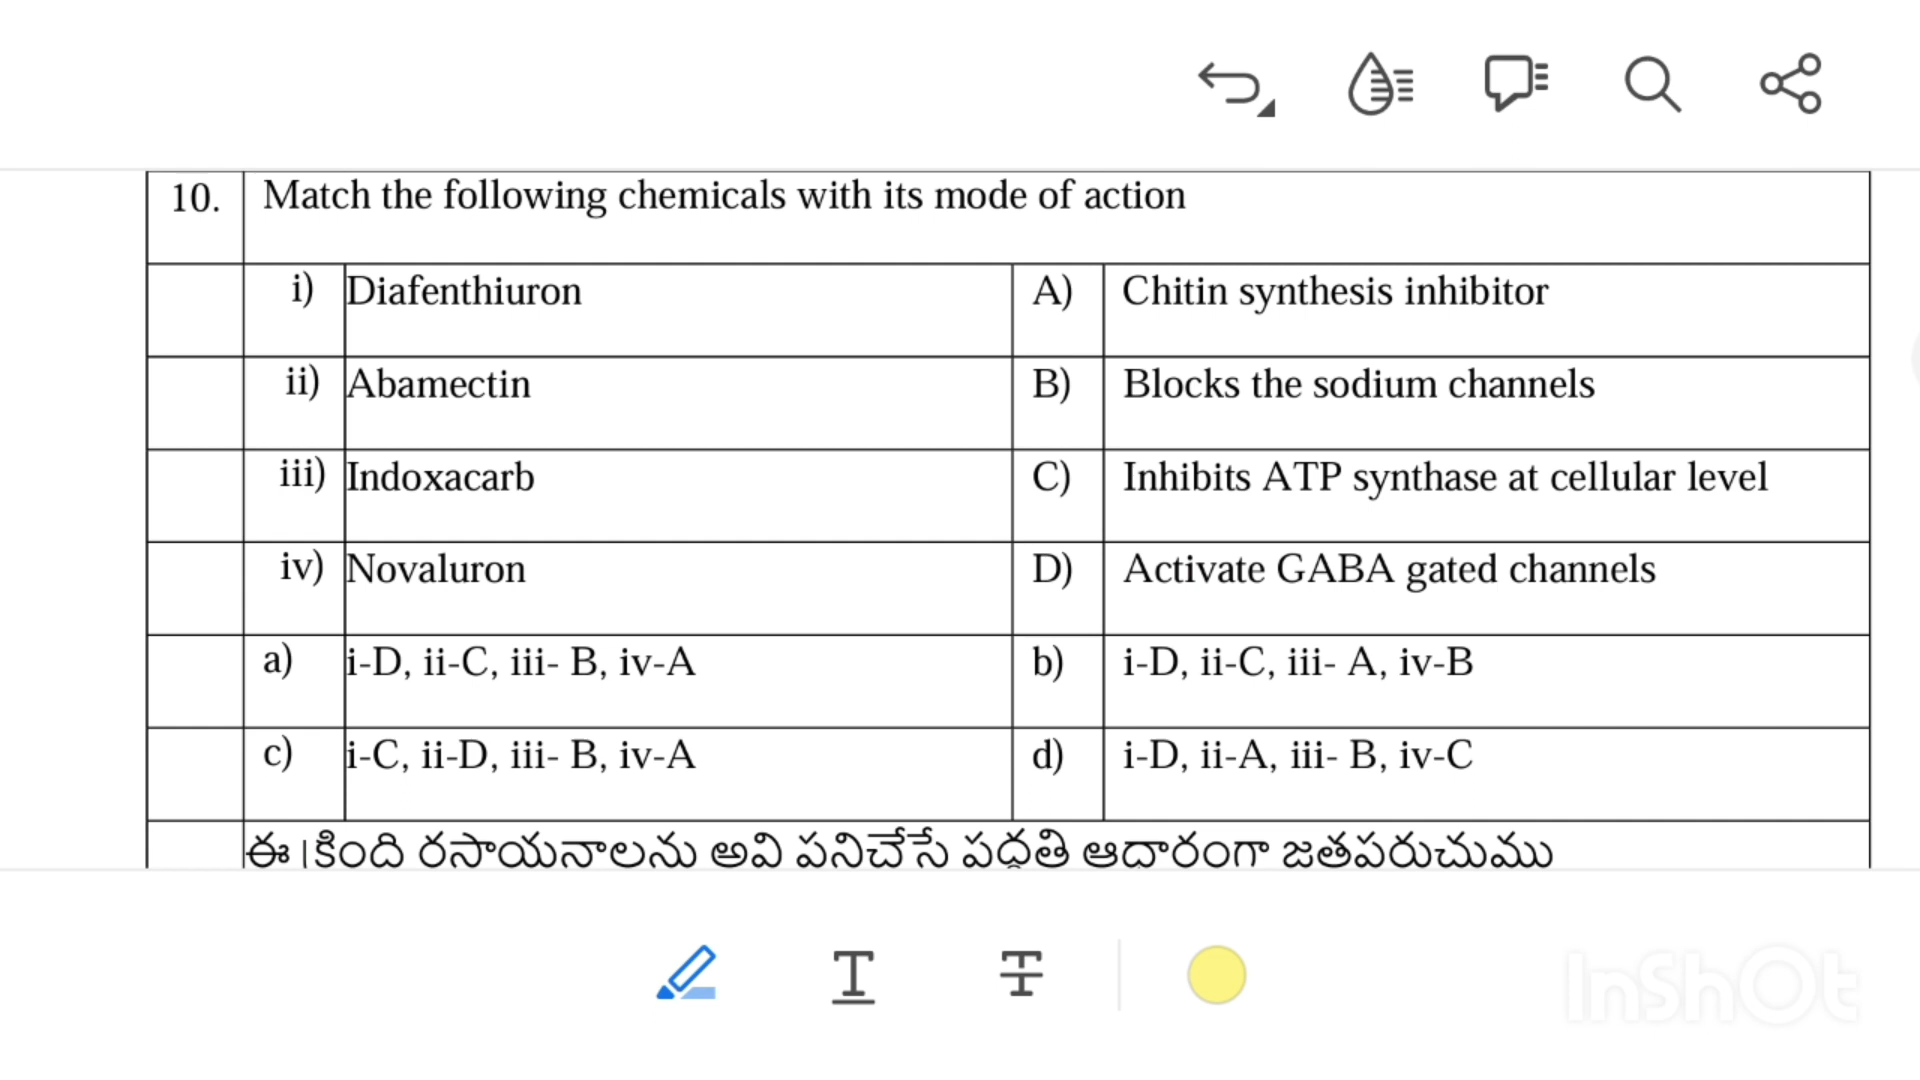 10. Match the following chemicals with its mode of action
i) Diafenthiuron A) Chitin synthesis inhibitor
ii) Abamectin B) Blocks the sodium channels
iii) Indoxacarb C) Inhibits ATP synthase at cellular level
iv) Novaluron D) Activate GABA gated channels
a) i-D, ii-C, iii- B, iv-A b) i-D, ii-C, iii- A, iv-B
c) i-C, ii-D, iii- B, iv-A d) i-D, ii-A, iii- B, iv-C
ఈ క్రింది రసాయనాలను అవి పనిచేసే పద్ధతి ఆధారంగా జతపరుచుము
InShOt